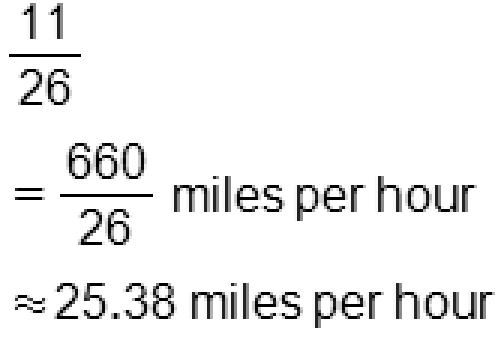 11/26
= 660/26 miles per hour
≈ 25.38 miles per hour